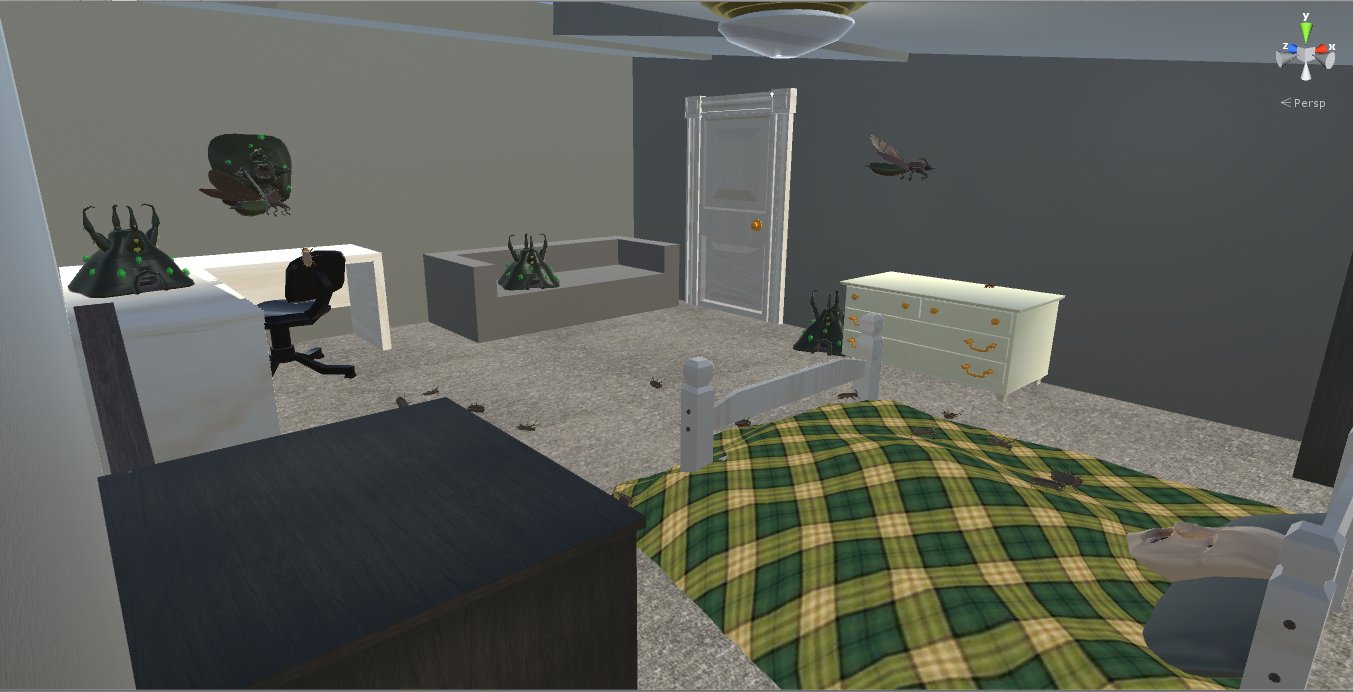 y
z x
< Persp